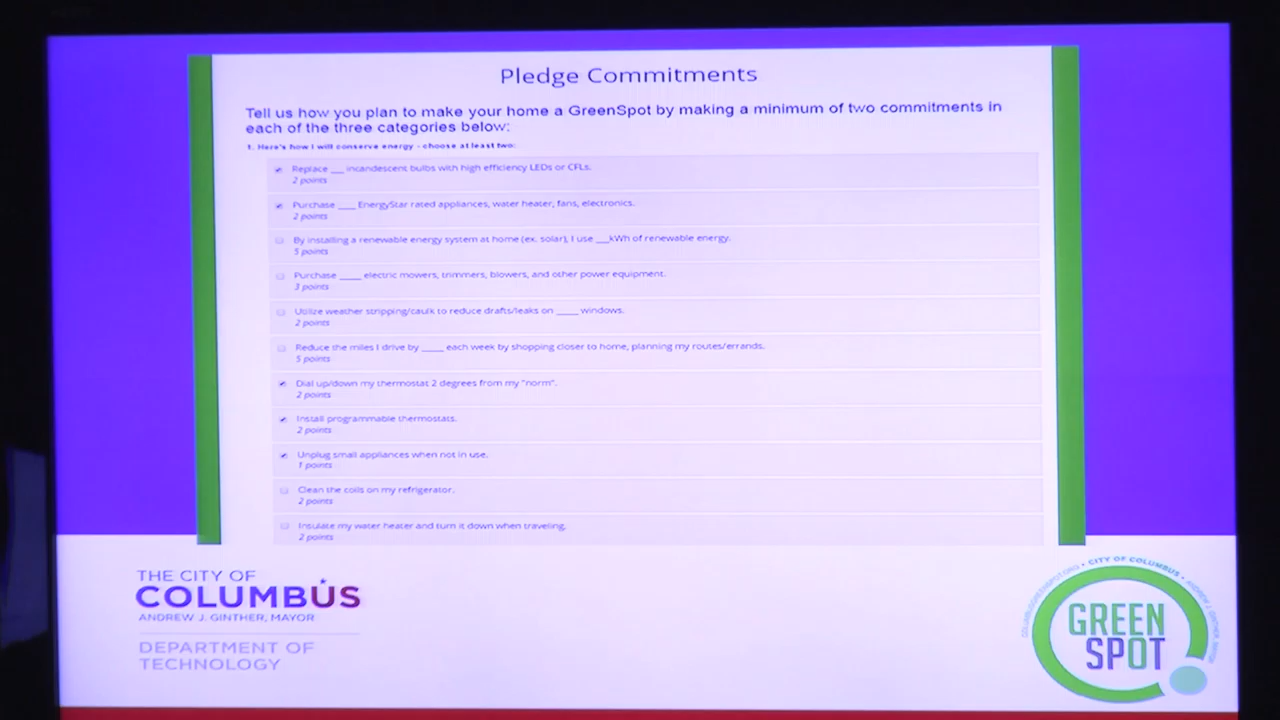 Pledge Commitments
Tell us how you plan to make your home a GreenSpot by making a minimum of two commitments in
each of the three categories below:
1. Here's how I will conserve energy - choose at least two:
Replace ___ incandescent bulbs with high efficiency LEDs or CFLs.
2 points
Purchase ____ EnergyStar rated appliances, water heater, fans, electronics.
2 points
By installing a renewable energy system at home (ex. solar), I use ___kWh of renewable energy.
5 points
Purchase _____ electric mowers, trimmers, blowers, and other power equipment.
3 points
Utilize weather stripping/caulk to reduce drafts/leaks on _____ windows.
2 points
Reduce the miles I drive by _____ each week by shopping closer to home, planning my routes/errands.
5 points
Dial up/down my thermostat 2 degrees from my "norm".
2 points
Install programmable thermostats.
2 points
Unplug small appliances when not in use.
1 points
Clean the coils on my refrigerator.
2 points
Insulate my water heater and turn it down when traveling.
2 points
THE CITY OF
COLUMBUS
ANDREW J. GINTHER, MAYOR
DEPARTMENT OF
TECHNOLOGY
COLUMBUSGREENSPOT.ORG • CITY OF COLUMBUS • ANDREW J. GINTHER, MAYOR
GREEN
SPOT